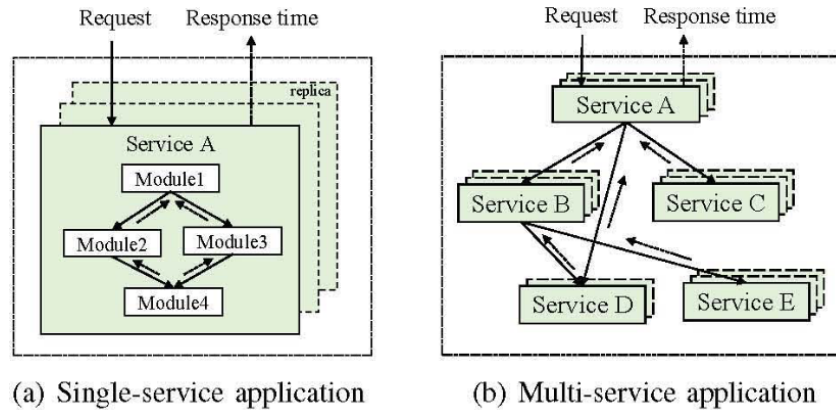 Request Response time
replica
Service A
Module1
Module2 Module3
Module4
(a) Single-service application
Request Response time
Service A
Service B Service C
Service D Service E
(b) Multi-service application